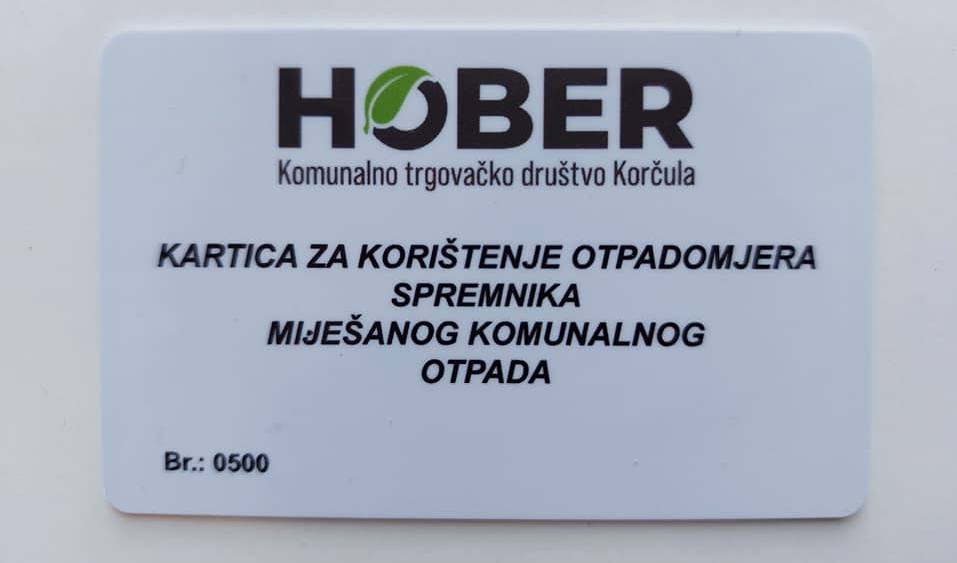 HOBER
Komunalno trgovačko društvo Korčula
KARTICA ZA KORIŠTENJE OTPADOMJERA
SPREMNIKA
MIJEŠANOG KOMUNALNOG
OTPADA
Br.: 0500